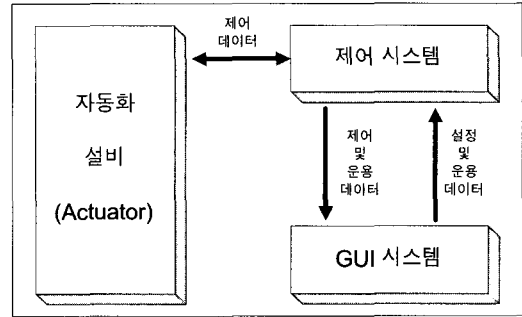 제어
데이터
제어 시스템
자동화
설비
(Actuator)
제어
및
운용
데이터
설정
및
운용
데이터
GUI 시스템